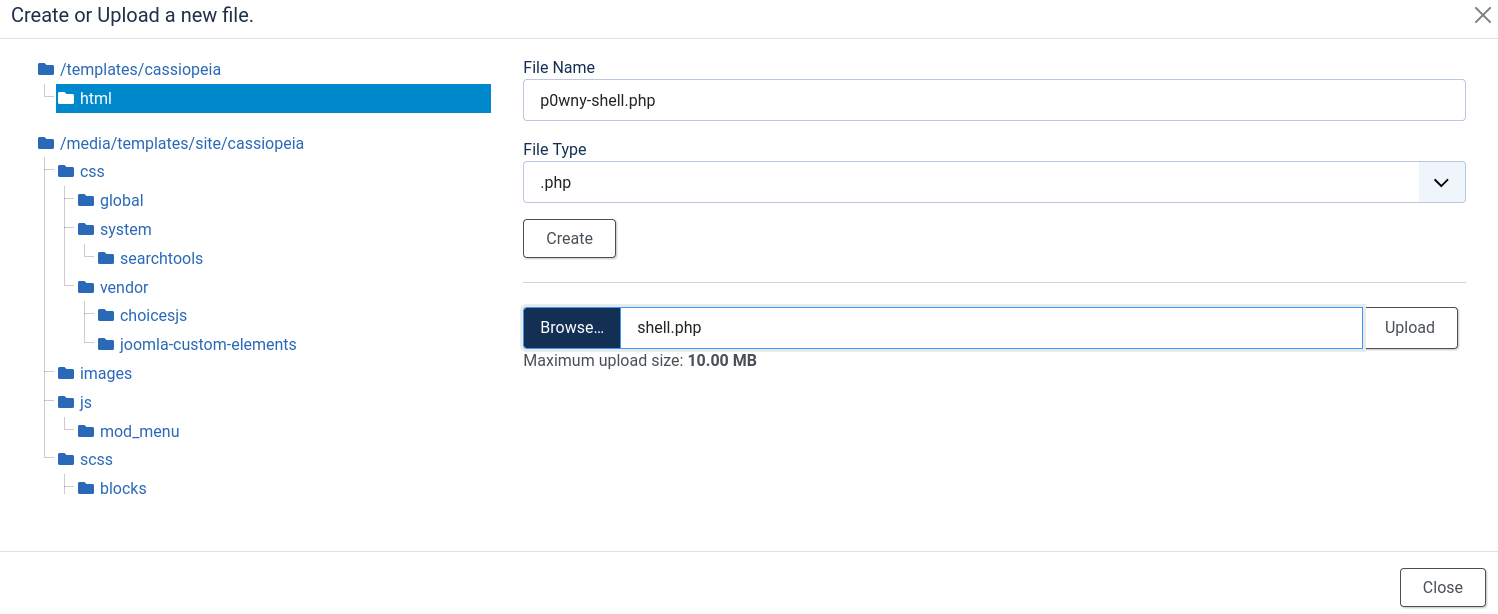 Create or Upload a new file.
/templates/cassiopeia
html
/media/templates/site/cassiopeia
css
global
system
searchtools
vendor
choicesjs
joomla-custom-elements
images
js
mod_menu
scss
blocks
File Name
p0wny-shell.php
File Type
.php
Create
Browse... shell.php Upload
Maximum upload size: 10.00 MB
Close